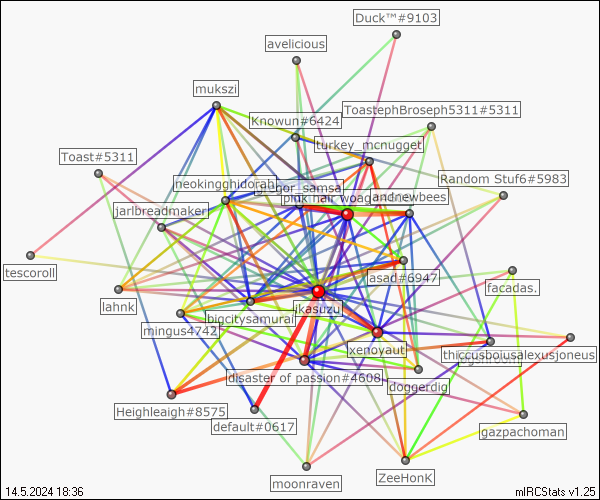 Duck™#9103
avelicious
mukszi
Knowun#6424
ToastephBroseph5311#5311
turkey_mcnugget
Toast#5311
neokingghidorah
gregor_samsa
Random Stuf6#5983
pink hair woag
andnewbees
jarlbreadmaker
tescoroll
asad#6947
facadas.
lahnk
jkasuzu
bigcitysamurai
mingus4742
xenoyaut
thiccusboiusalexusjoneus
disaster of passion#4608
doggerdig
Heighleigh#8575
default#0617
gazpachoman
moonraven
ZeeHonK
14.5.2024 18:36
mIRCStats v1.25